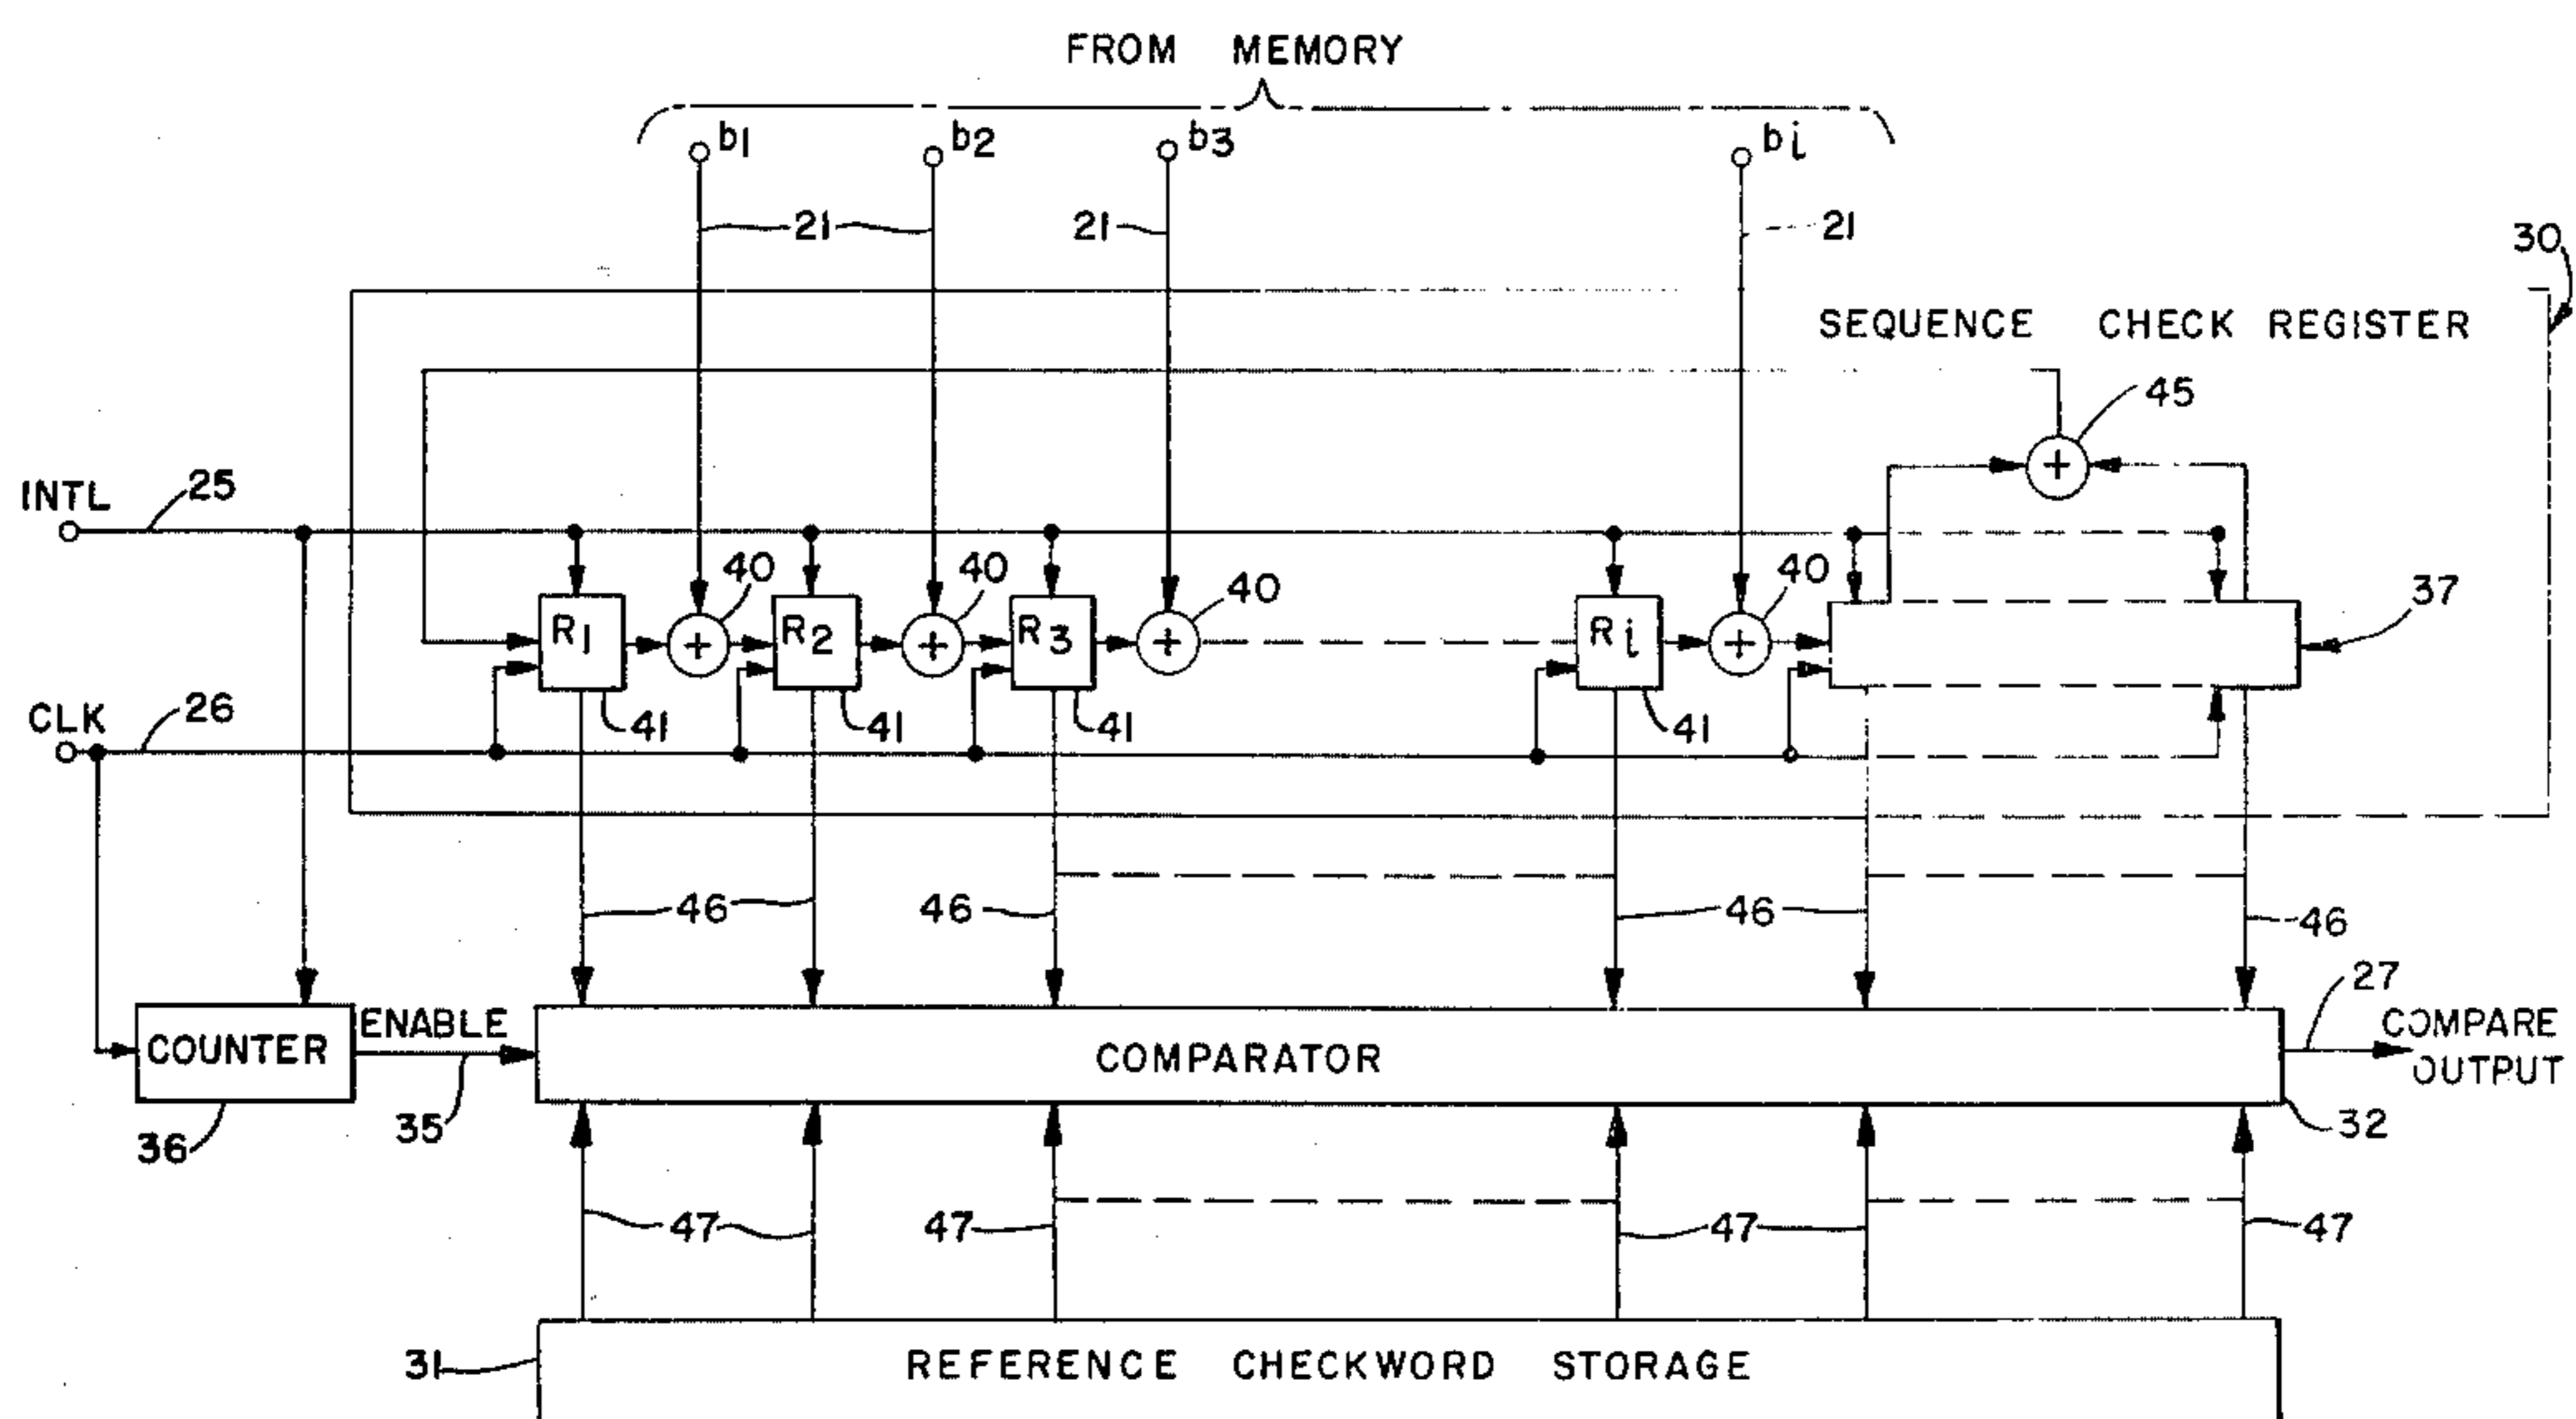 FROM MEMORY
b1 b2 b3 bi
21 21 21
30
SEQUENCE CHECK REGISTER
45
INTL 25
40 40 40 40
37
R1 + R2 + R3 + Ri + +
CLK 26
41 41 41 41
46 46 46 46
27
COMPARE
OUTPUT
COUNTER ENABLE COMPARATOR
36 35 32
47 47 47 47
31 REFERENCE CHECKWORD STORAGE